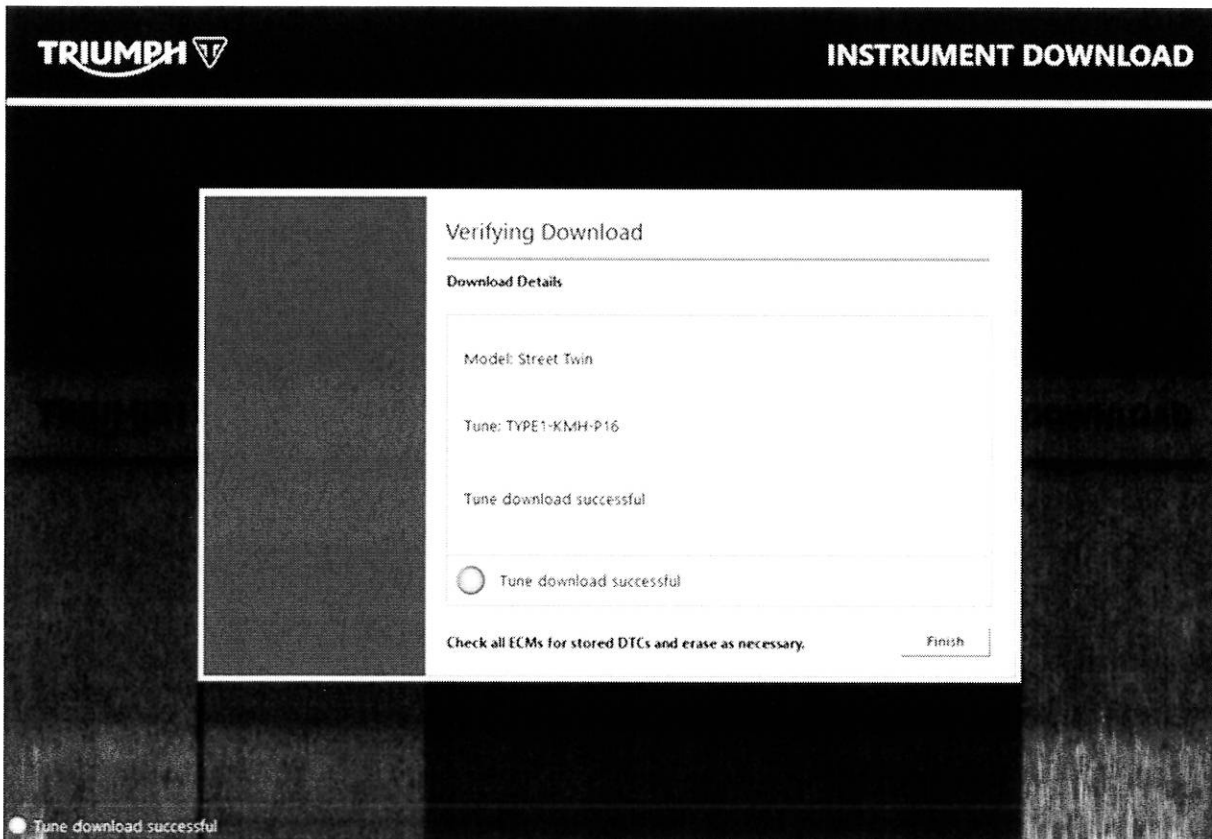 TRIUMPH
INSTRUMENT DOWNLOAD
Verifying Download
Download Details
Model: Street Twin
Tune: TYPE1-KMH-P16
Tune download successful
Tune download successful
Check all ECMs for stored DTCs and erase as necessary.
Finish
Tune download successful